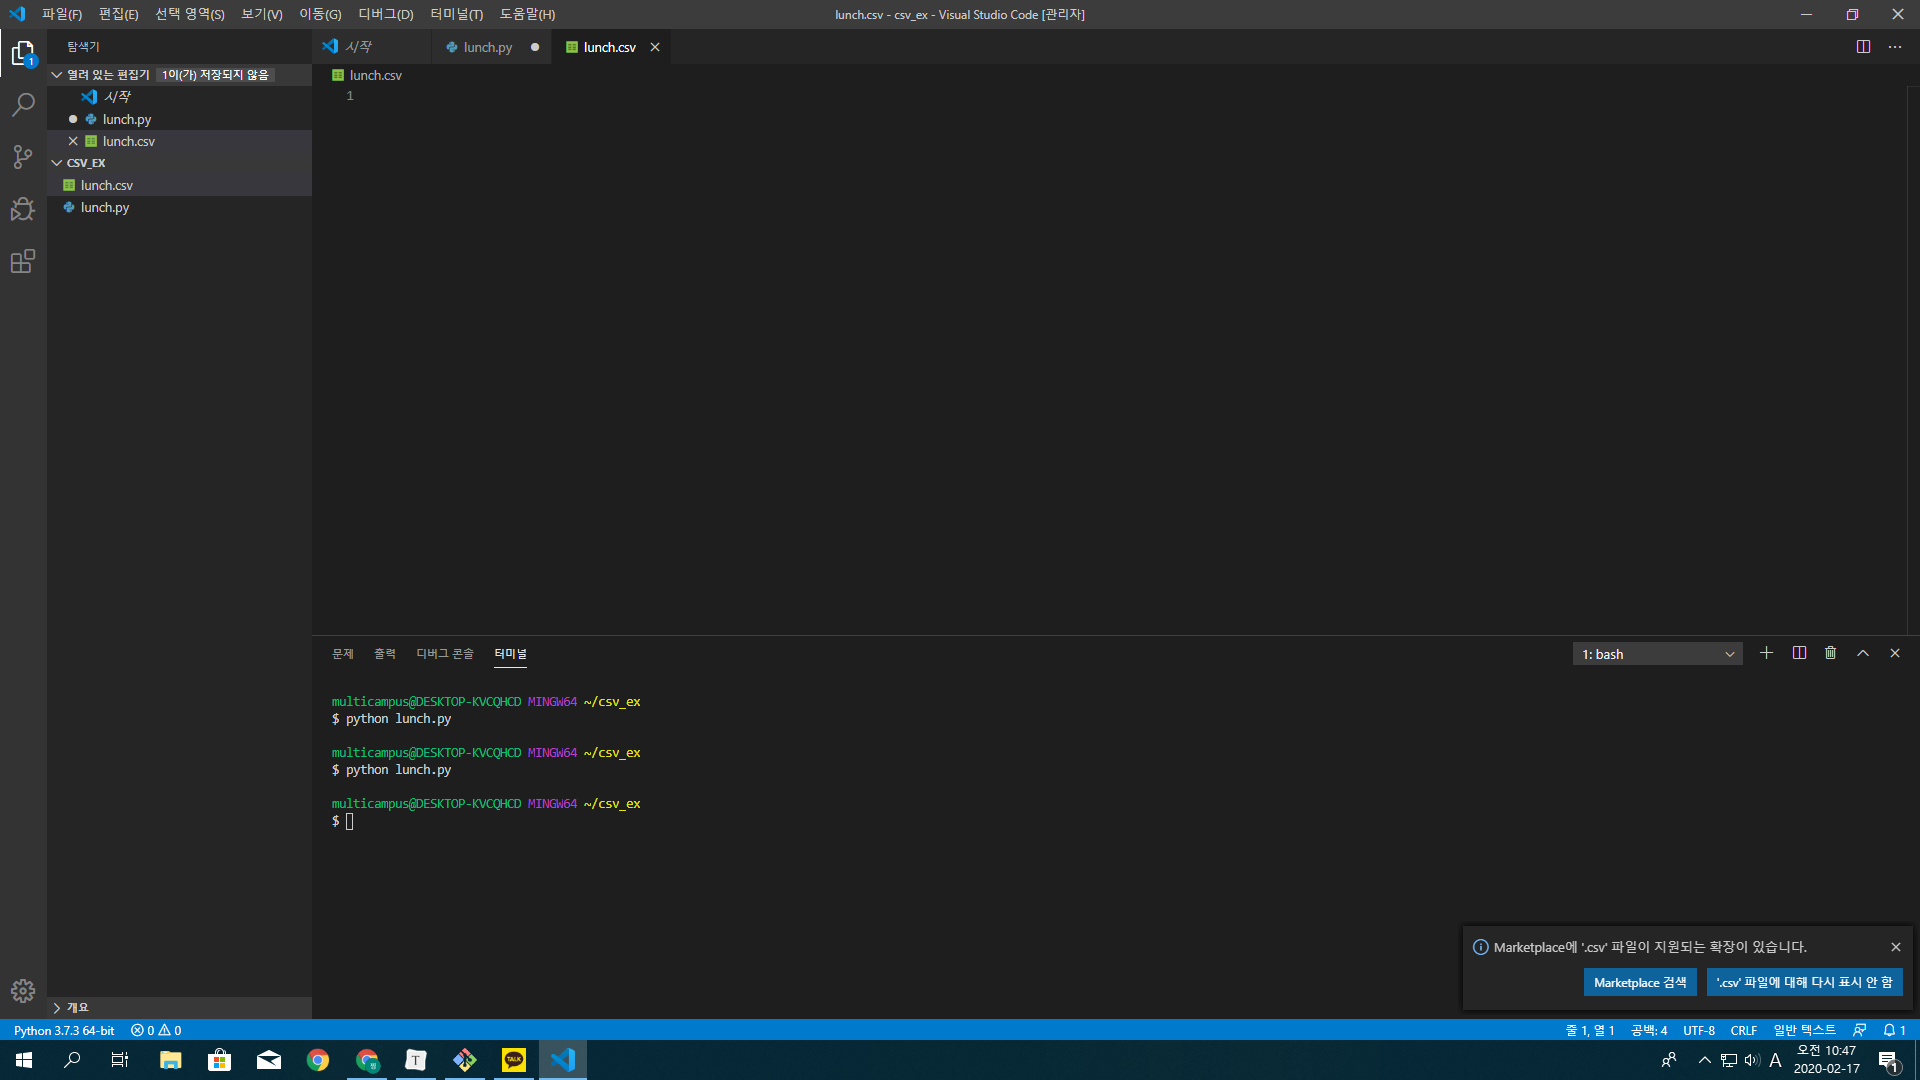 파일(F) 편집(E) 선택 영역(S) 보기(V) 이동(G) 디버그(D) 터미널(T) 도움말(H)
lunch.csv - csv_ex - Visual Studio Code [관리자]
탐색기
시작
lunch.py
lunch.csv
열려 있는 편집기 1이(가) 저장되지 않음
시작
lunch.py
lunch.csv
CSV_EX
lunch.csv
lunch.py
개요
lunch.csv
1
문제 출력 디버그 콘솔 터미널
1: bash
multicampus@DESKTOP-KVCQHCD MINGW64 ~/csv_ex
$ python lunch.py
multicampus@DESKTOP-KVCQHCD MINGW64 ~/csv_ex
$ python lunch.py
multicampus@DESKTOP-KVCQHCD MINGW64 ~/csv_ex
$
Marketplace에 '.csv' 파일이 지원되는 확장이 있습니다.
Marketplace 검색
'.csv' 파일에 대해 다시 표시 안 함
Python 3.7.3 64-bit 0 0
줄 1, 열 1 공백: 4 UTF-8 CRLF 일반 텍스트 1
T
TALK
A
오전 10:47
2020-02-17
1